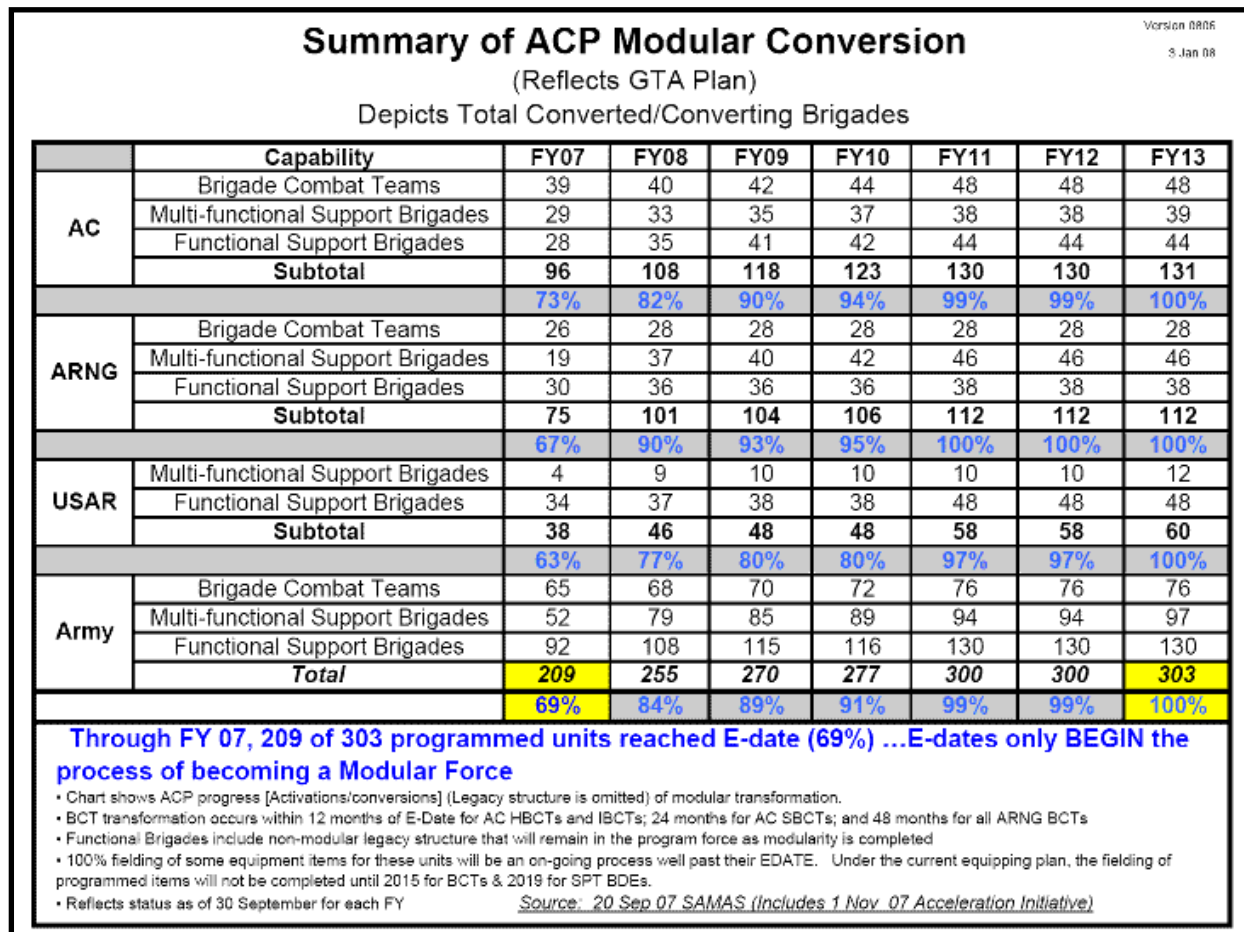 Version 0806
3 Jan 08
Summary of ACP Modular Conversion
(Reflects GTA Plan)
Depicts Total Converted/Converting Brigades
Capability FY07 FY08 FY09 FY10 FY11 FY12 FY13
AC
Brigade Combat Teams 39 40 42 44 48 48 48
Multi-functional Support Brigades 29 33 35 37 38 38 39
Functional Support Brigades 28 35 41 42 44 44 44
Subtotal 96 108 118 123 130 130 131
73% 82% 90% 94% 99% 99% 100%
ARNG
Brigade Combat Teams 26 28 28 28 28 28 28
Multi-functional Support Brigades 19 37 40 42 46 46 46
Functional Support Brigades 30 36 36 36 38 38 38
Subtotal 75 101 104 106 112 112 112
67% 90% 93% 95% 100% 100% 100%
USAR
Multi-functional Support Brigades 4 9 10 10 10 10 12
Functional Support Brigades 34 37 38 38 48 48 48
Subtotal 38 46 48 48 58 58 60
63% 77% 80% 80% 97% 97% 100%
Army
Brigade Combat Teams 65 68 70 72 76 76 76
Multi-functional Support Brigades 52 79 85 89 94 94 97
Functional Support Brigades 92 108 115 116 130 130 130
Total 209 255 270 277 300 300 303
69% 84% 89% 91% 99% 99% 100%
Through FY 07, 209 of 303 programmed units reached E-date (69%) ...E-dates only BEGIN the
process of becoming a Modular Force
• Chart shows ACP progress [Activations/conversions] (Legacy structure is omitted) of modular transformation.
• BCT transformation occurs within 12 months of E-Date for AC HBCTs and IBCTs; 24 months for AC SBCTs; and 48 months for all ARNG BCTs
• Functional Brigades include non-modular legacy structure that will remain in the program force as modularity is completed
• 100% fielding of some equipment items for these units will be an on-going process well past their EDATE. Under the current equipping plan, the fielding of
programmed items will not be completed until 2015 for BCTs & 2019 for SPT BDEs.
• Reflects status as of 30 September for each FY Source: 20 Sep 07 SAMAS (Includes 1 Nov 07 Acceleration Initiative)